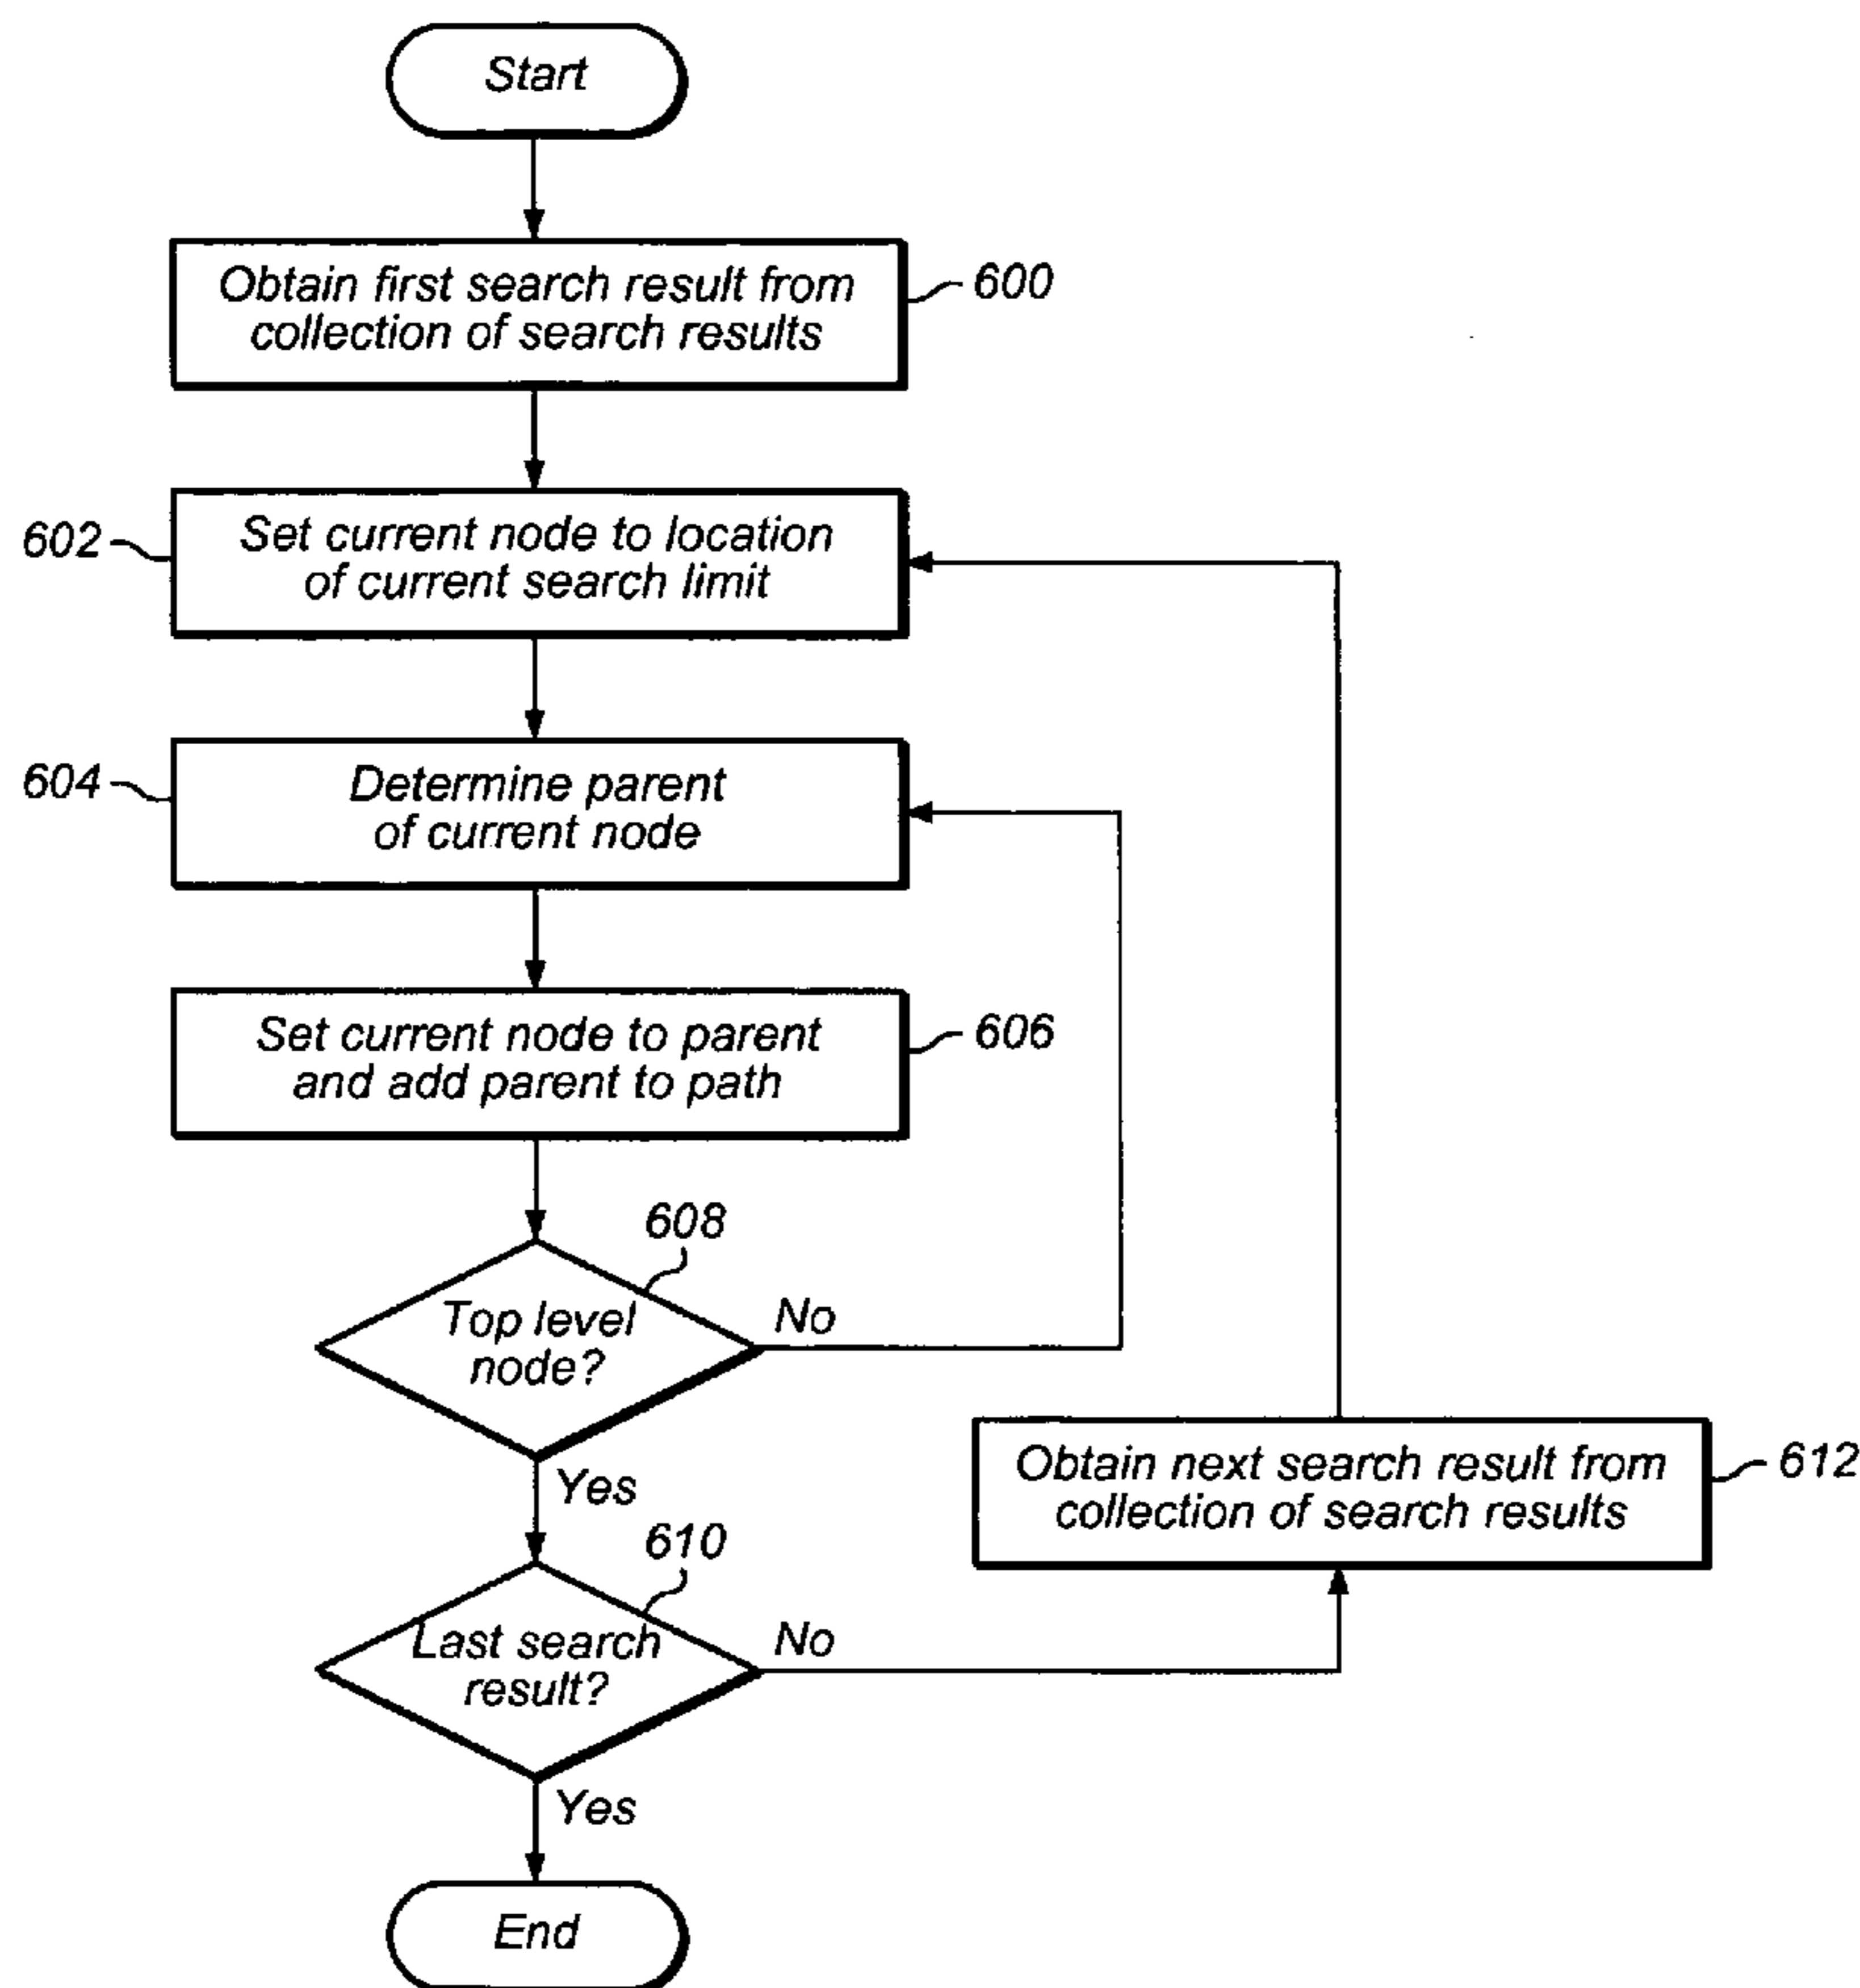 Start
Obtain first search result from
collection of search results
600
602
Set current node to location
of current search limit
604
Determine parent
of current node
Set current node to parent
and add parent to path
606
608
Top level
node?
No
Yes
Obtain next search result from
collection of search results
612
610
Last search
result?
No
Yes
End